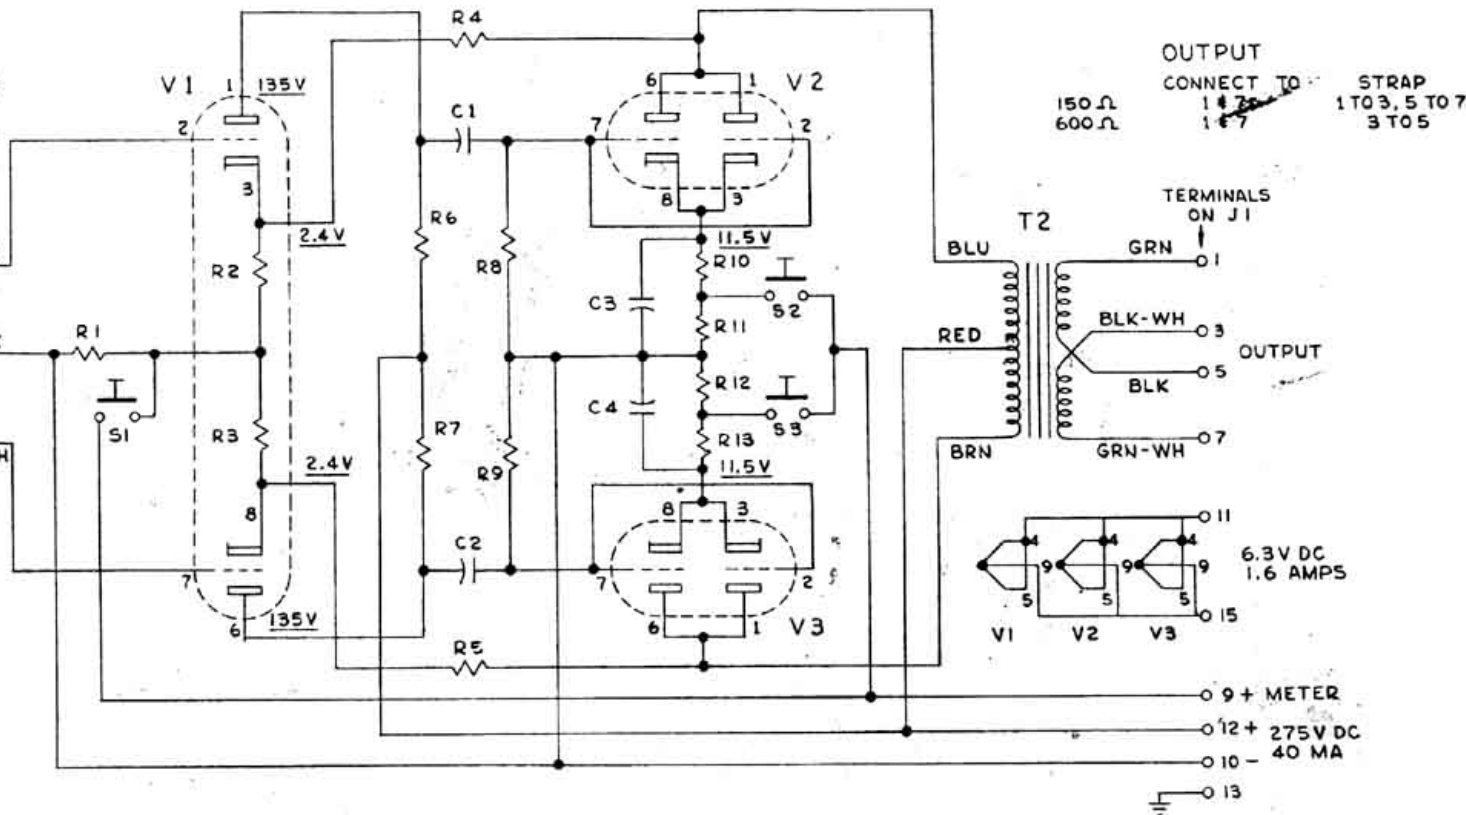 OUTPUT
CONNECT TO STRAP
150 Ω 1 & 7 1 TO 3, 5 TO 7
600 Ω 1 & 7 3 TO 5
R4
V1 1 135V 6 1 V2
2 C1 7 2
3 8 3
TERMINALS
ON J1
2.4V R6 R8 11.5V T2
BLU GRN 1
R2 R10
C3 S2
R1 R11 RED BLK-WH 3
OUTPUT
R12 BLK 5
S1 R3 R7 C4 S3
R13 BRN GRN-WH 7
H 2.4V R9 11.5V
8 8 3
11
4 4 4
C2 9 9 9 6.3V DC
1.6 AMPS
7 7 2
5 5 5
15
6 135V 6 1 V3 V1 V2 V3
R5
9 + METER
12 + 275V DC
40 MA
10 -
13